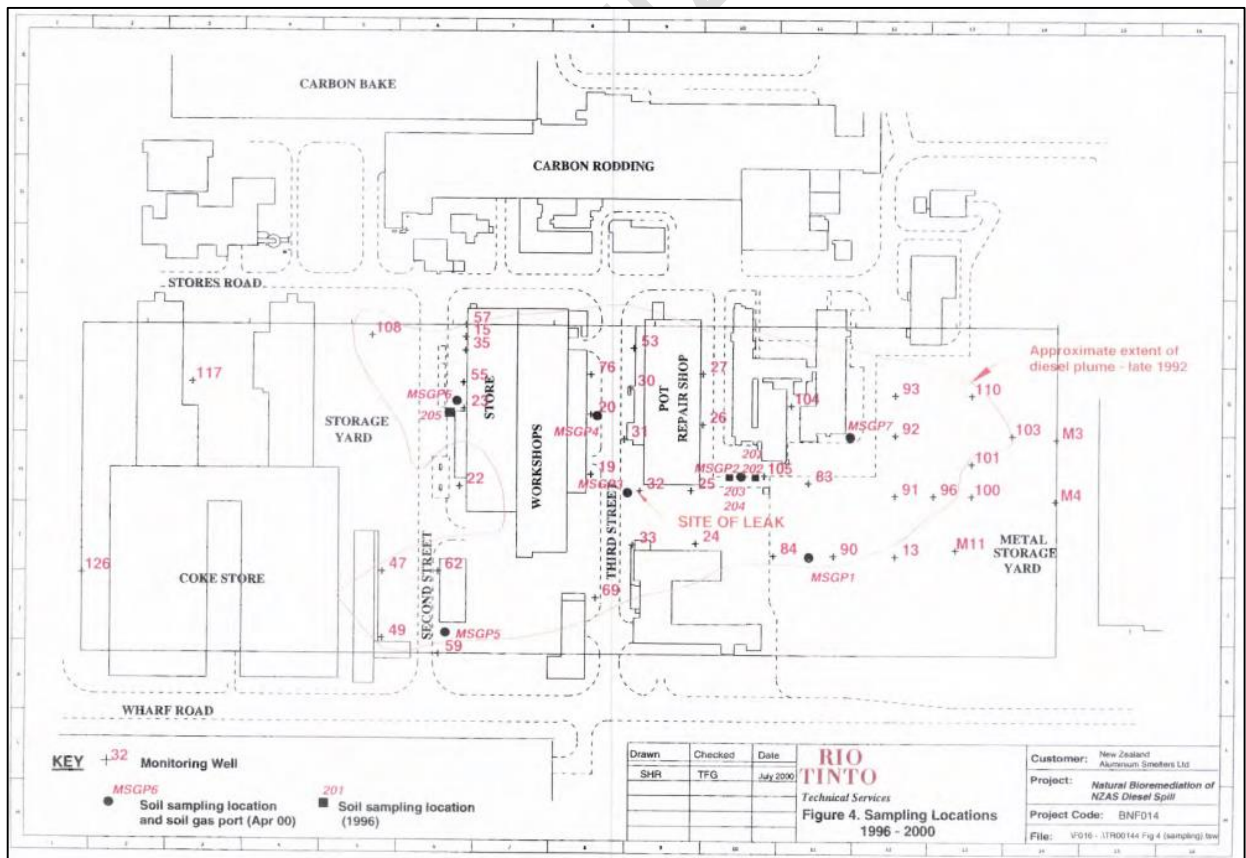 CARBON BAKE
CARBON RODDING
STORES ROAD
108
57
15
35
55
MSGP6
23
205
117
STORAGE
YARD
STORE
WORKSHOPS
76
20
MSGP4
19
MSGP3
22
53
30
31
32
POT
REPAIR SHOP
27
26
25
SITE OF LEAK
201
MSGP2
202
203
204
105
104
MSGP7
83
Approximate extent of
diesel plume - late 1992
93
110
92
103
M3
101
91
96
100
M4
METAL
STORAGE
YARD
M11
13
90
84
MSGP1
24
33
THIRD STREET
69
126
COKE STORE
47
SECOND STREET
62
49
MSGP5
59
WHARF ROAD
KEY
32
Monitoring Well
MSGP6
Soil sampling location
and soil gas port (Apr 00)
201
Soil sampling location
(1996)
Drawn Checked Date
SHR TFG July 2000
RIO
TINTO
Technical Services
Figure 4. Sampling Locations
1996 - 2000
Customer: New Zealand
Aluminium Smelters Ltd
Project: Natural Bioremediation of
NZAS Diesel Spill
Project Code: BNF014
File: (sampling)